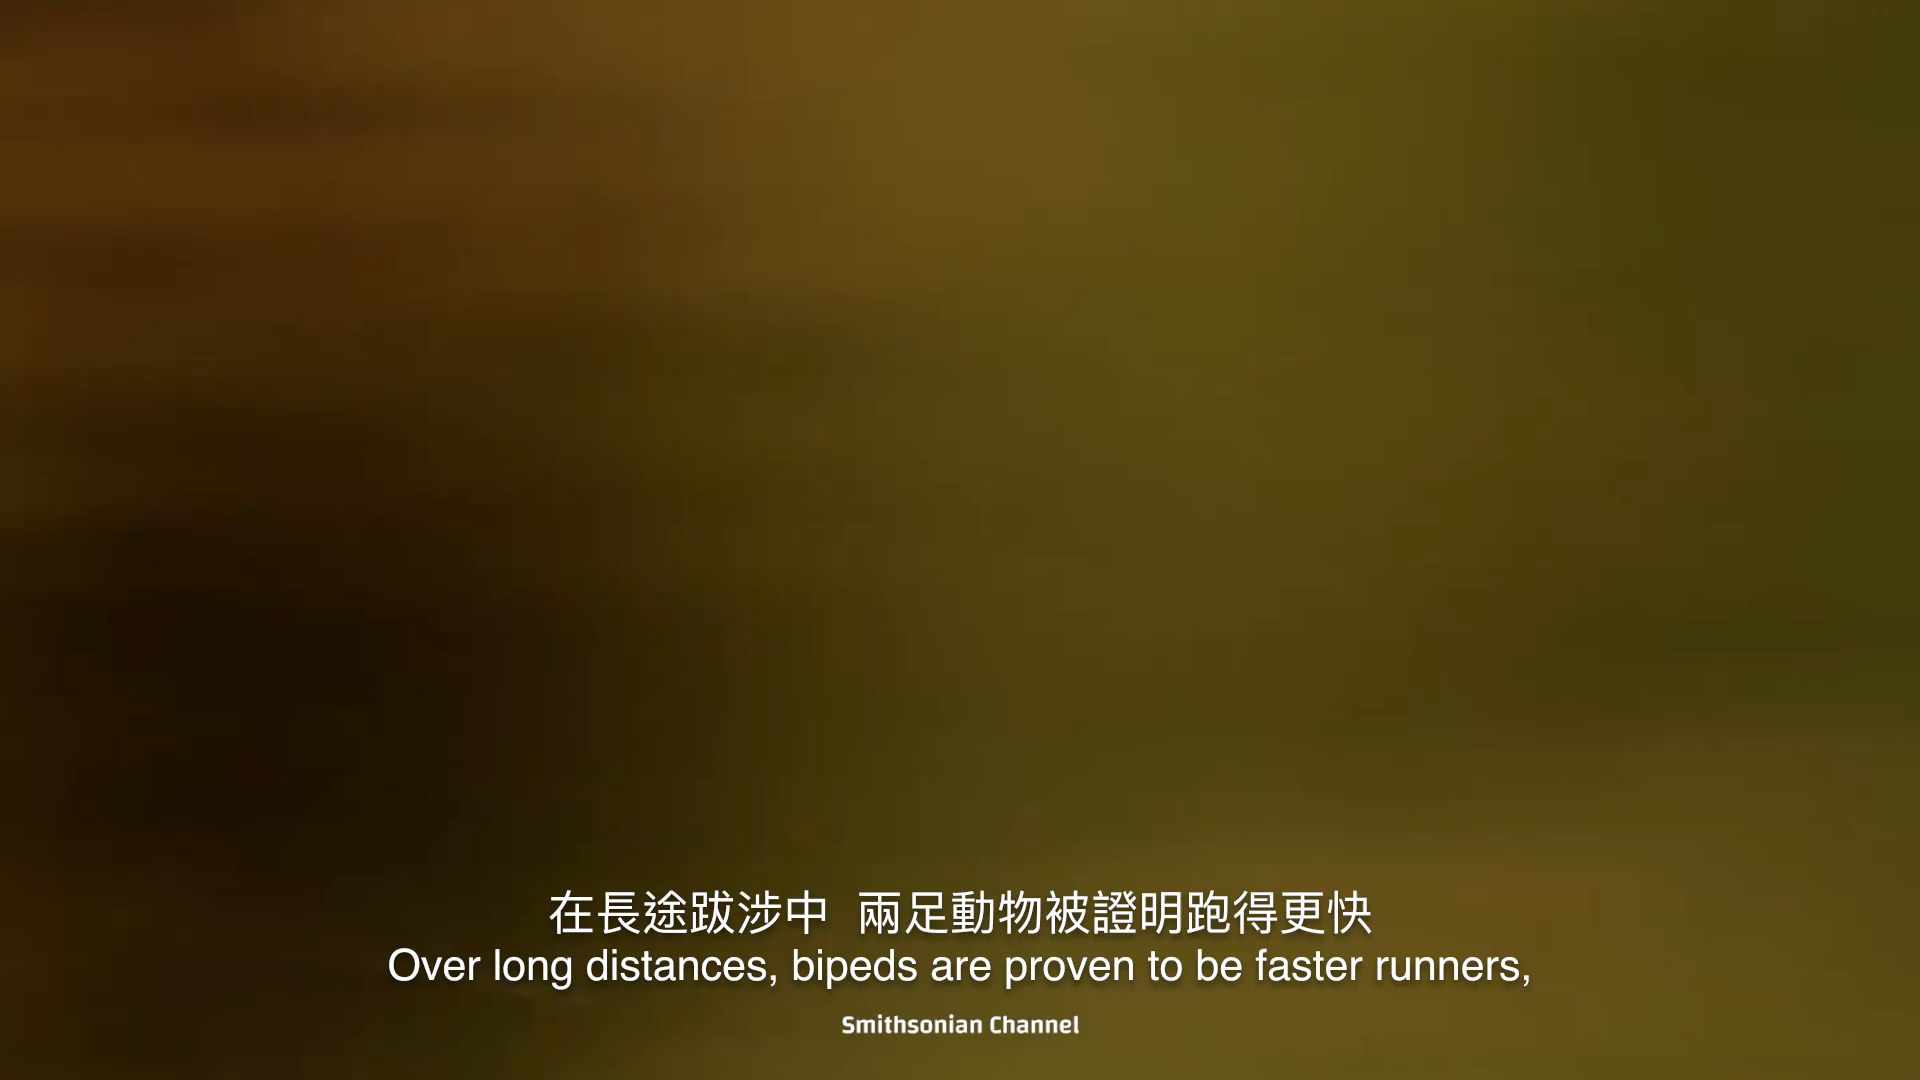 在長途跋涉中 兩足動物被證明跑得更快
Over long distances, bipeds are proven to be faster runners,
Smithsonian Channel